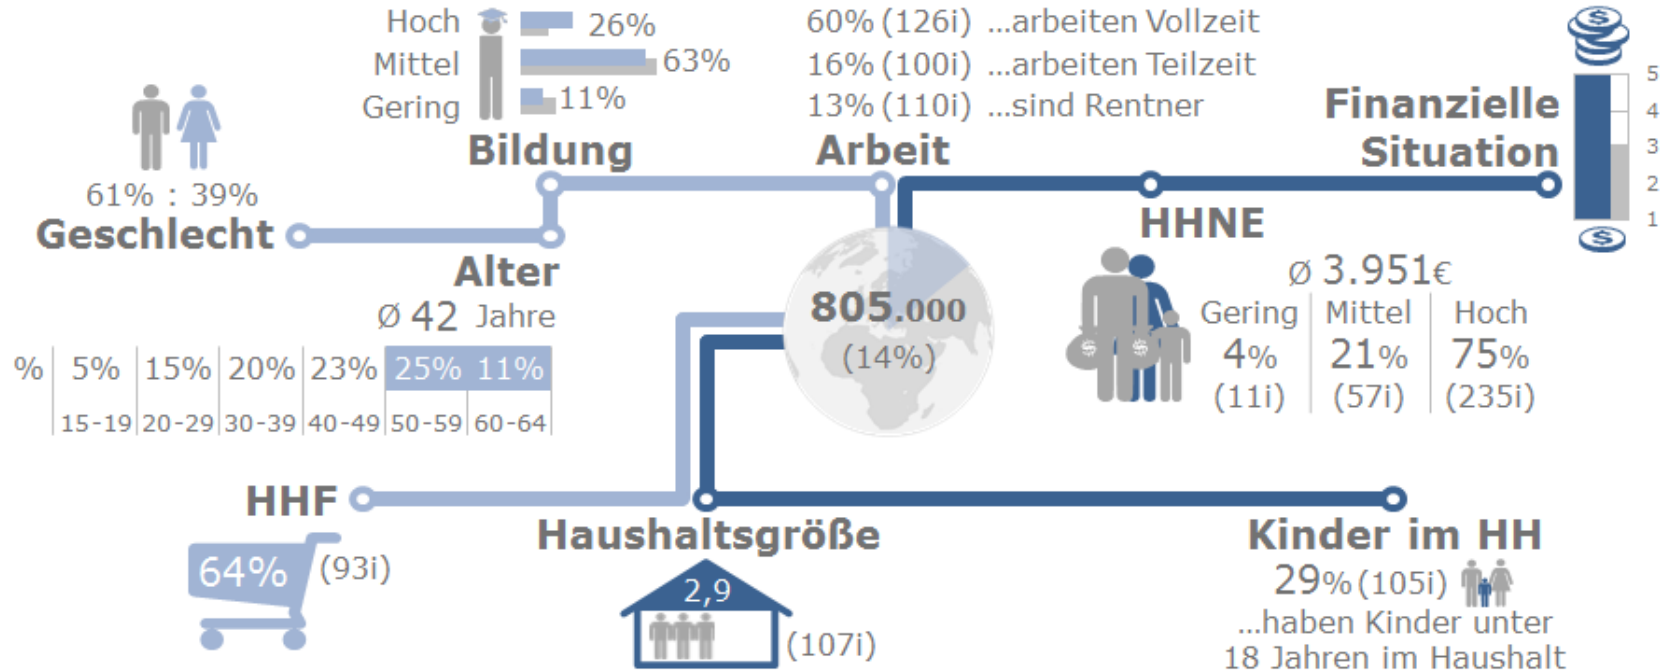 Hoch 26%
Mittel 63%
Gering 11%
Bildung
60% (126i) ...arbeiten Vollzeit
16% (100i) ...arbeiten Teilzeit
13% (110i) ...sind Rentner
Arbeit
Finanzielle
Situation
$
5
4
3
2
1
$
61% : 39%
Geschlecht
Alter
Ø 42 Jahre
% 5% 15% 20% 23% 25% 11%
15-19 20-29 30-39 40-49 50-59 60-64
805.000
(14%)
HHNE
Ø 3.951€
Gering Mittel Hoch
4% 21% 75%
(11i) (57i) (235i)
$ $
HHF
64% (93i)
Haushaltsgröße
2,9
(107i)
Kinder im HH
29% (105i)
...haben Kinder unter
18 Jahren im Haushalt